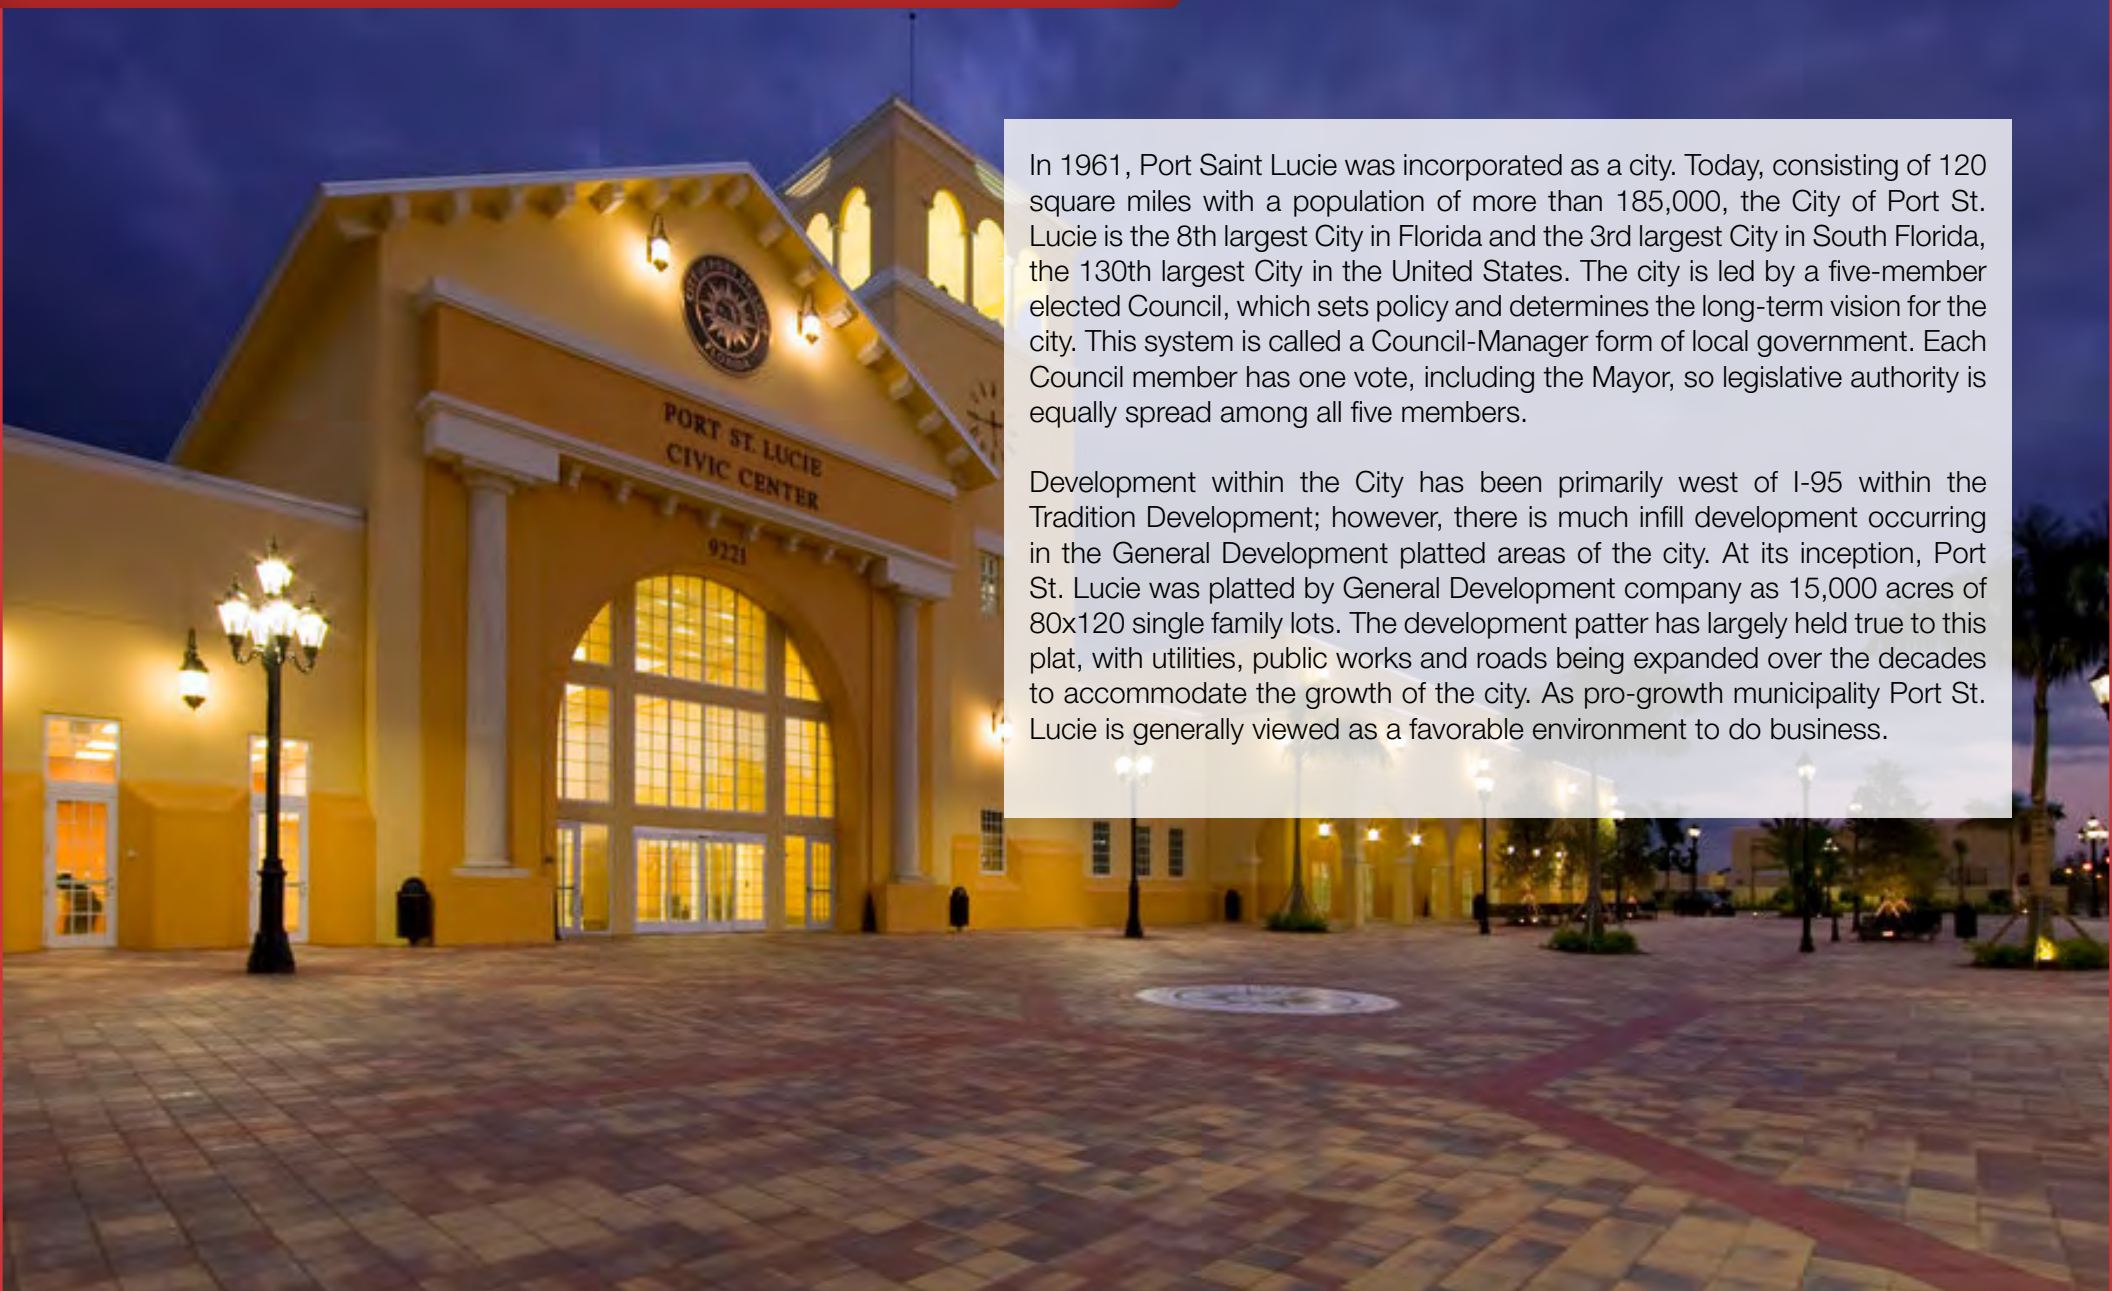 In 1961, Port Saint Lucie was incorporated as a city. Today, consisting of 120
square miles with a population of more than 185,000, the City of Port St.
Lucie is the 8th largest City in Florida and the 3rd largest City in South Florida,
the 130th largest City in the United States. The city is led by a five-member
elected Council, which sets policy and determines the long-term vision for the
city. This system is called a Council-Manager form of local government. Each
Council member has one vote, including the Mayor, so legislative authority is
equally spread among all five members.
Development within the City has been primarily west of I-95 within the
Tradition Development; however, there is much infill development occurring
in the General Development platted areas of the city. At its inception, Port
St. Lucie was platted by General Development company as 15,000 acres of
80x120 single family lots. The development patter has largely held true to this
plat, with utilities, public works and roads being expanded over the decades
to accommodate the growth of the city. As pro-growth municipality Port St.
Lucie is generally viewed as a favorable environment to do business.
PORT ST. LUCIE
CIVIC CENTER
9221
FLORIDA